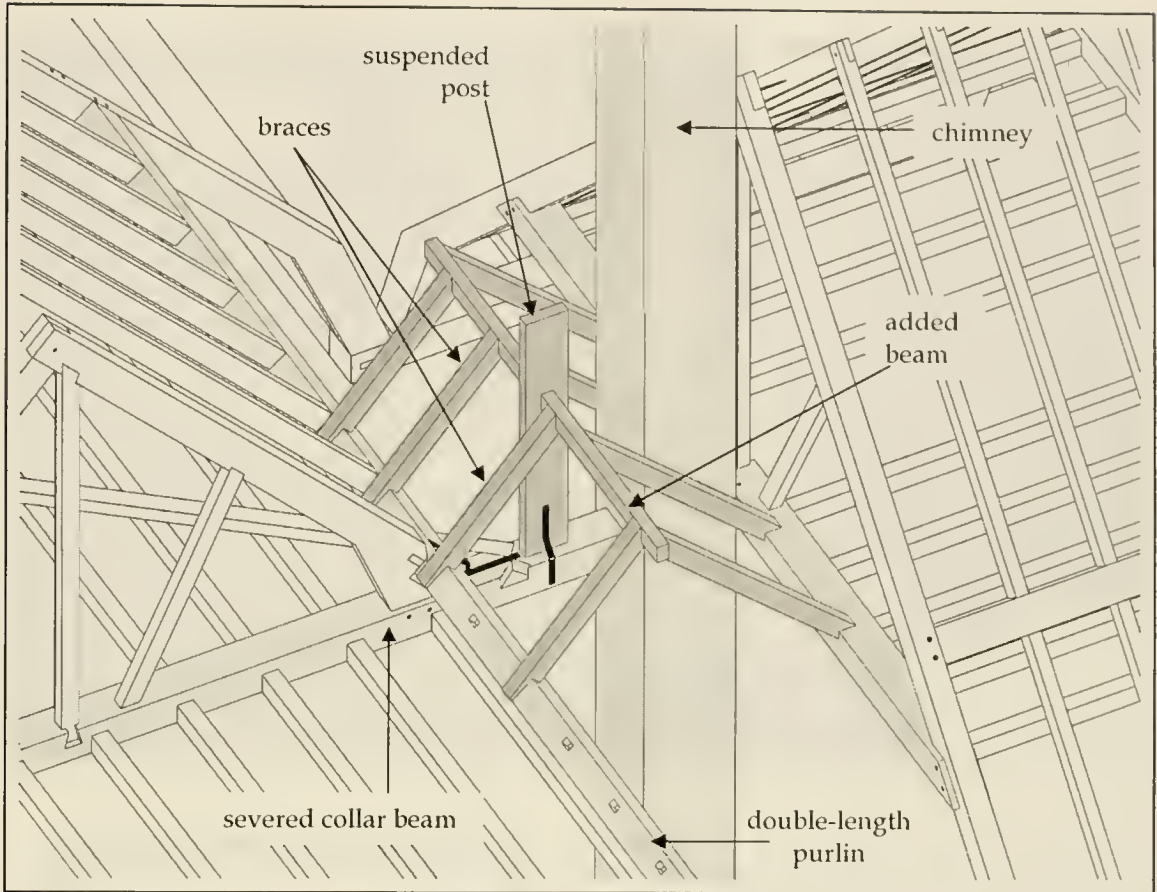 suspended
post
braces
chimney
added
beam
severed collar beam
double-length
purlin